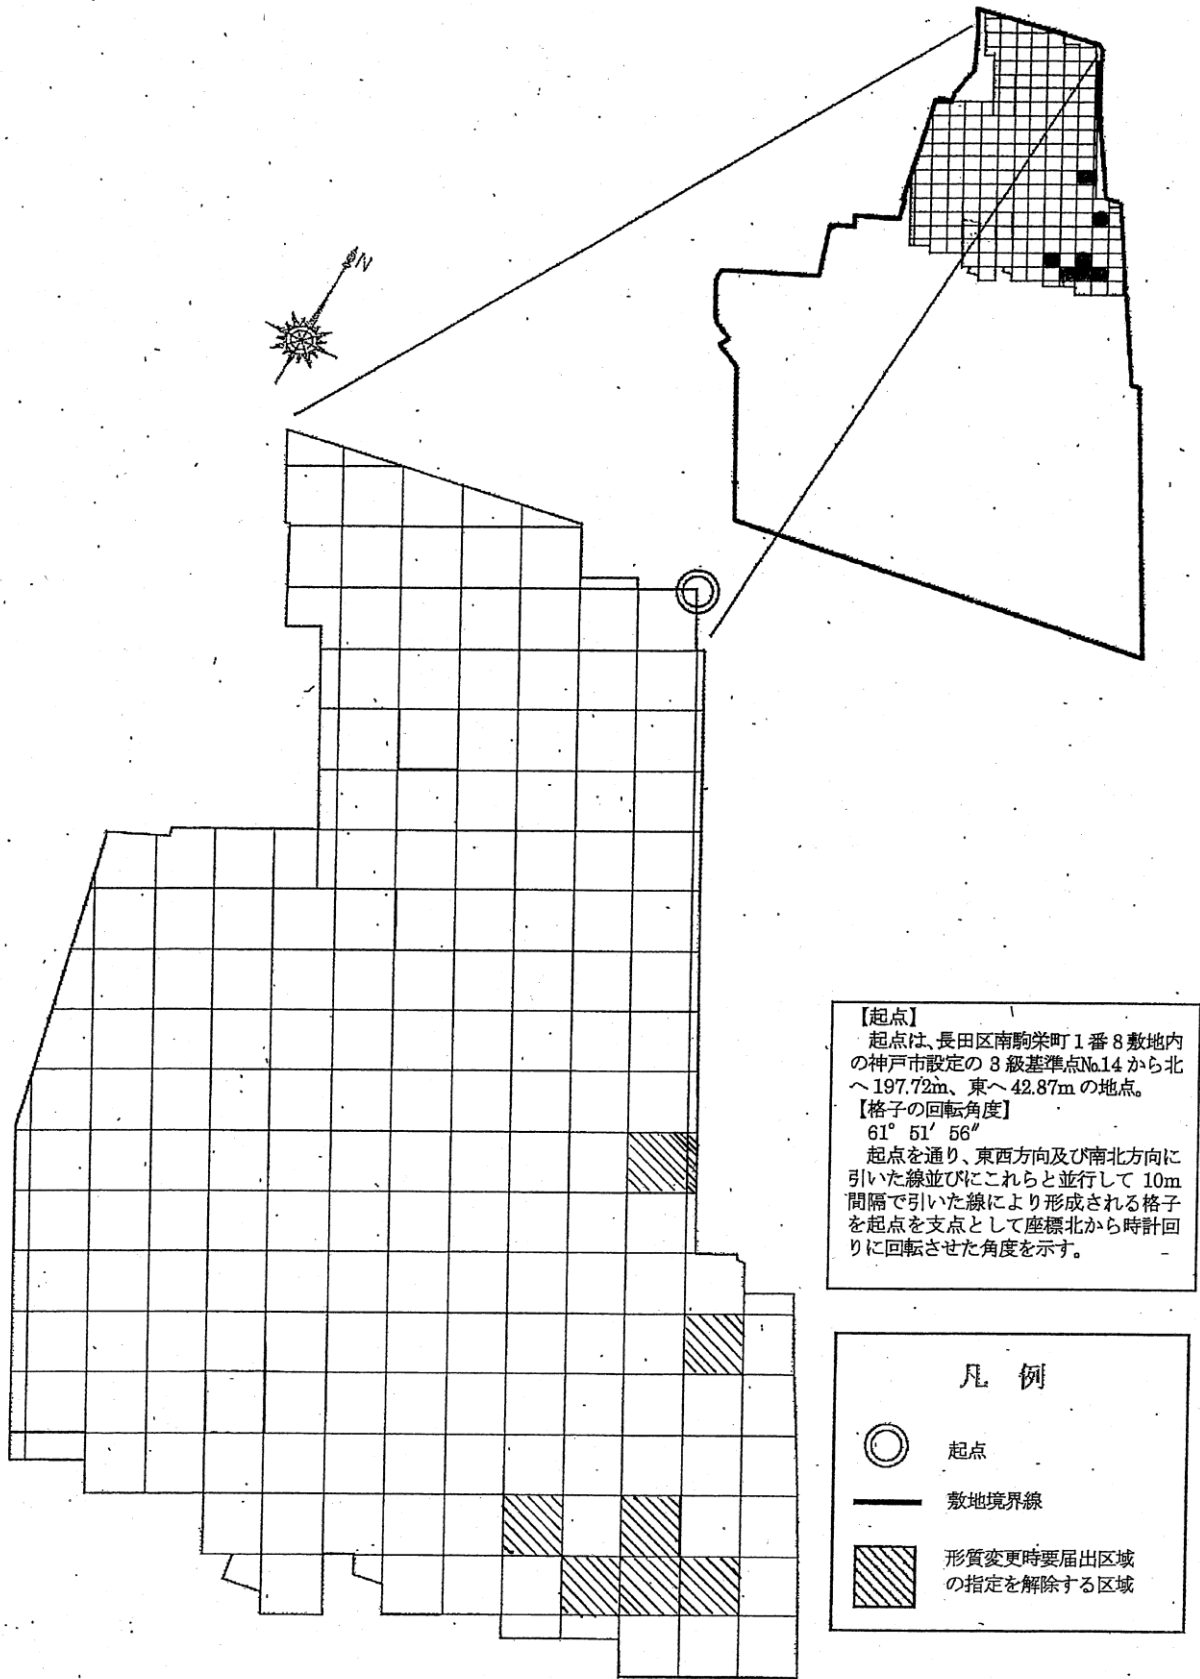 N
【起点】
起点は、長田区南駒栄町1番8敷地内
の神戸市設定の3級基準点№14から北
へ197.72m、東へ42.87mの地点。
【格子の回転角度】
61° 51′ 56″
起点を通り、東西方向及び南北方向に
引いた線並びにこれらと並行して10m
間隔で引いた線により形成される格子
を起点を支点として座標北から時計回
りに回転させた角度を示す。
凡 例
起点
敷地境界線
形質変更時要届出区域
の指定を解除する区域